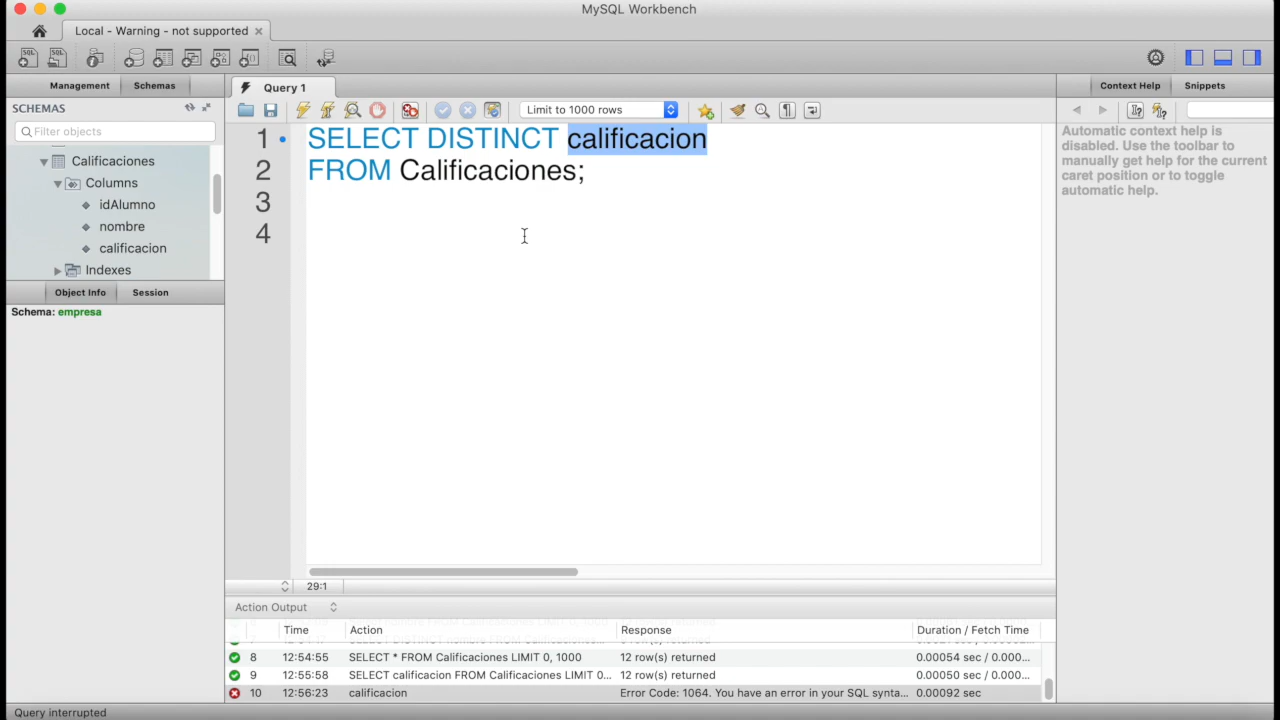 MySQL Workbench
Local - Warning - not supported
Management
Schemas
Query 1
Context Help
Snippets
SCHEMAS
Filter objects
Limit to 1000 rows
Calificaciones
Columns
idAlumno
nombre
calificacion
Indexes
Object Info
Session
Schema: empresa
1 SELECT DISTINCT calificacion
2 FROM Calificaciones;
3
4
Automatic context help is
disabled. Use the toolbar to
manually get help for the current
caret position or to toggle
automatic help.
29:1
Action Output
Time Action Response Duration / Fetch Time
8 12:54:55 SELECT * FROM Calificaciones LIMIT 0, 1000 12 row(s) returned 0.00054 sec / 0.000...
9 12:55:58 SELECT calificacion FROM Calificaciones LIMIT 0... 12 row(s) returned 0.00050 sec / 0.000...
10 12:56:23 calificacion Error Code: 1064. You have an error in your SQL synta... 0.00092 sec
Query interrupted